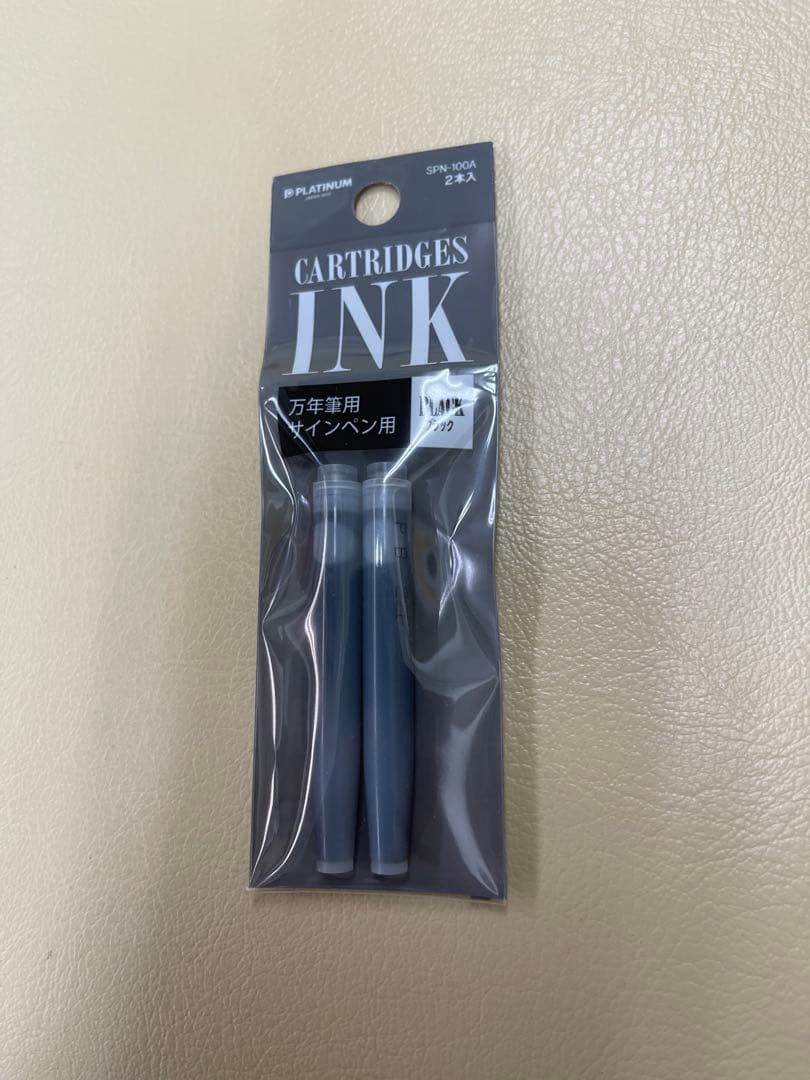 PLATINUM
SPN-100A
2本入
CARTRIDGES
INK
万年筆用
サインペン用
BLACK
ブラック